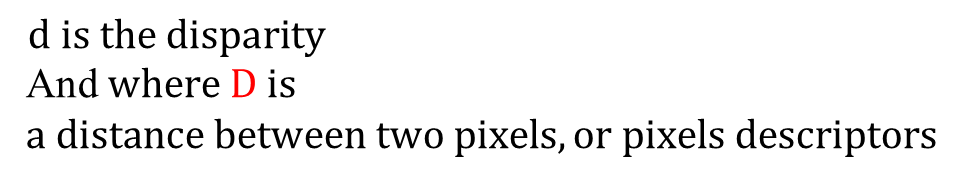 d is the disparity
And where D is
a distance between two pixels, or pixels descriptors